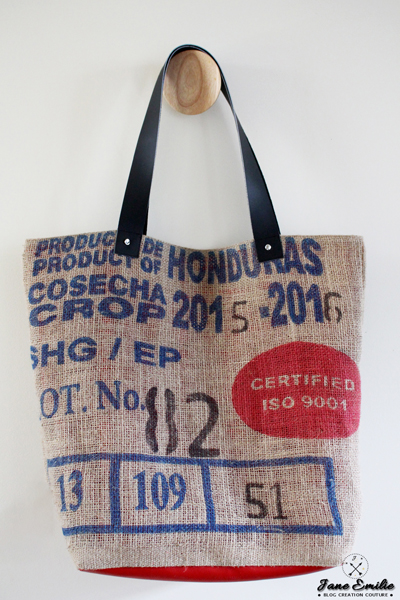 PRODUCTO DE
PRODUCT OF HONDURAS
COSECHA
CROP 2015-2016
SHG / EP
LOT. No. 82
13 109 51
CERTIFIED
ISO 9001
Jane Emilie
• BLOG CREATION COUTURE •